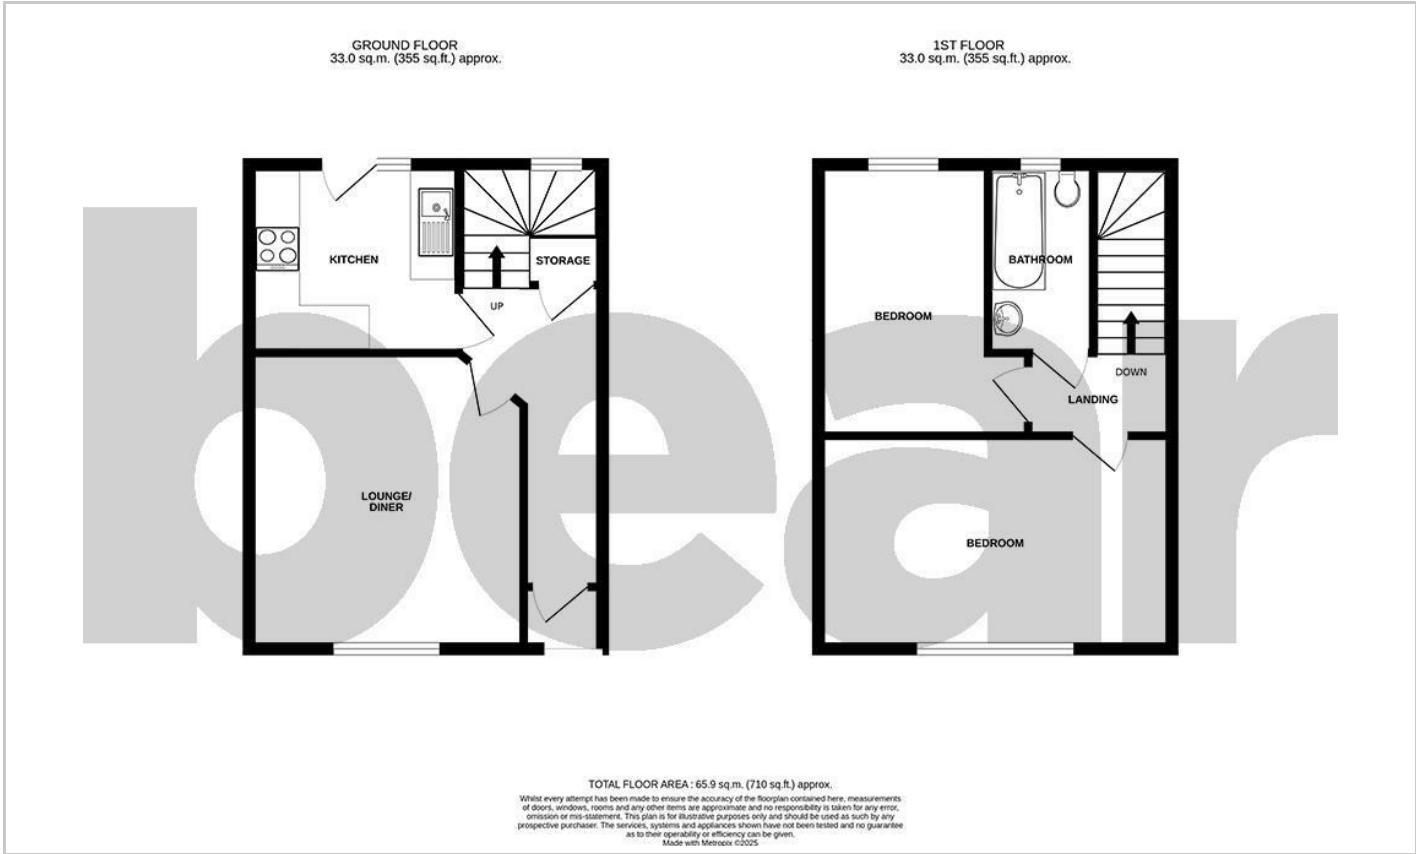 GROUND FLOOR
33.0 sq.m. (355 sq.ft.) approx.
1ST FLOOR
33.0 sq.m. (355 sq.ft.) approx.
KITCHEN
STORAGE
UP
LOUNGE/
DINER
BATHROOM
BEDROOM
DOWN
LANDING
BEDROOM
bear
TOTAL FLOOR AREA : 65.9 sq.m. (710 sq.ft.) approx.
Whilst every attempt has been made to ensure the accuracy of the floorplan contained here, measurements
of doors, windows, rooms and any other items are approximate and no responsibility is taken for any error,
omission or mis-statement. This plan is for illustrative purposes only and should be used as such by any
prospective purchaser. The services, systems and appliances shown have not been tested and no guarantee
as to their operability or efficiency can be given.
Made with Metropix ©2025